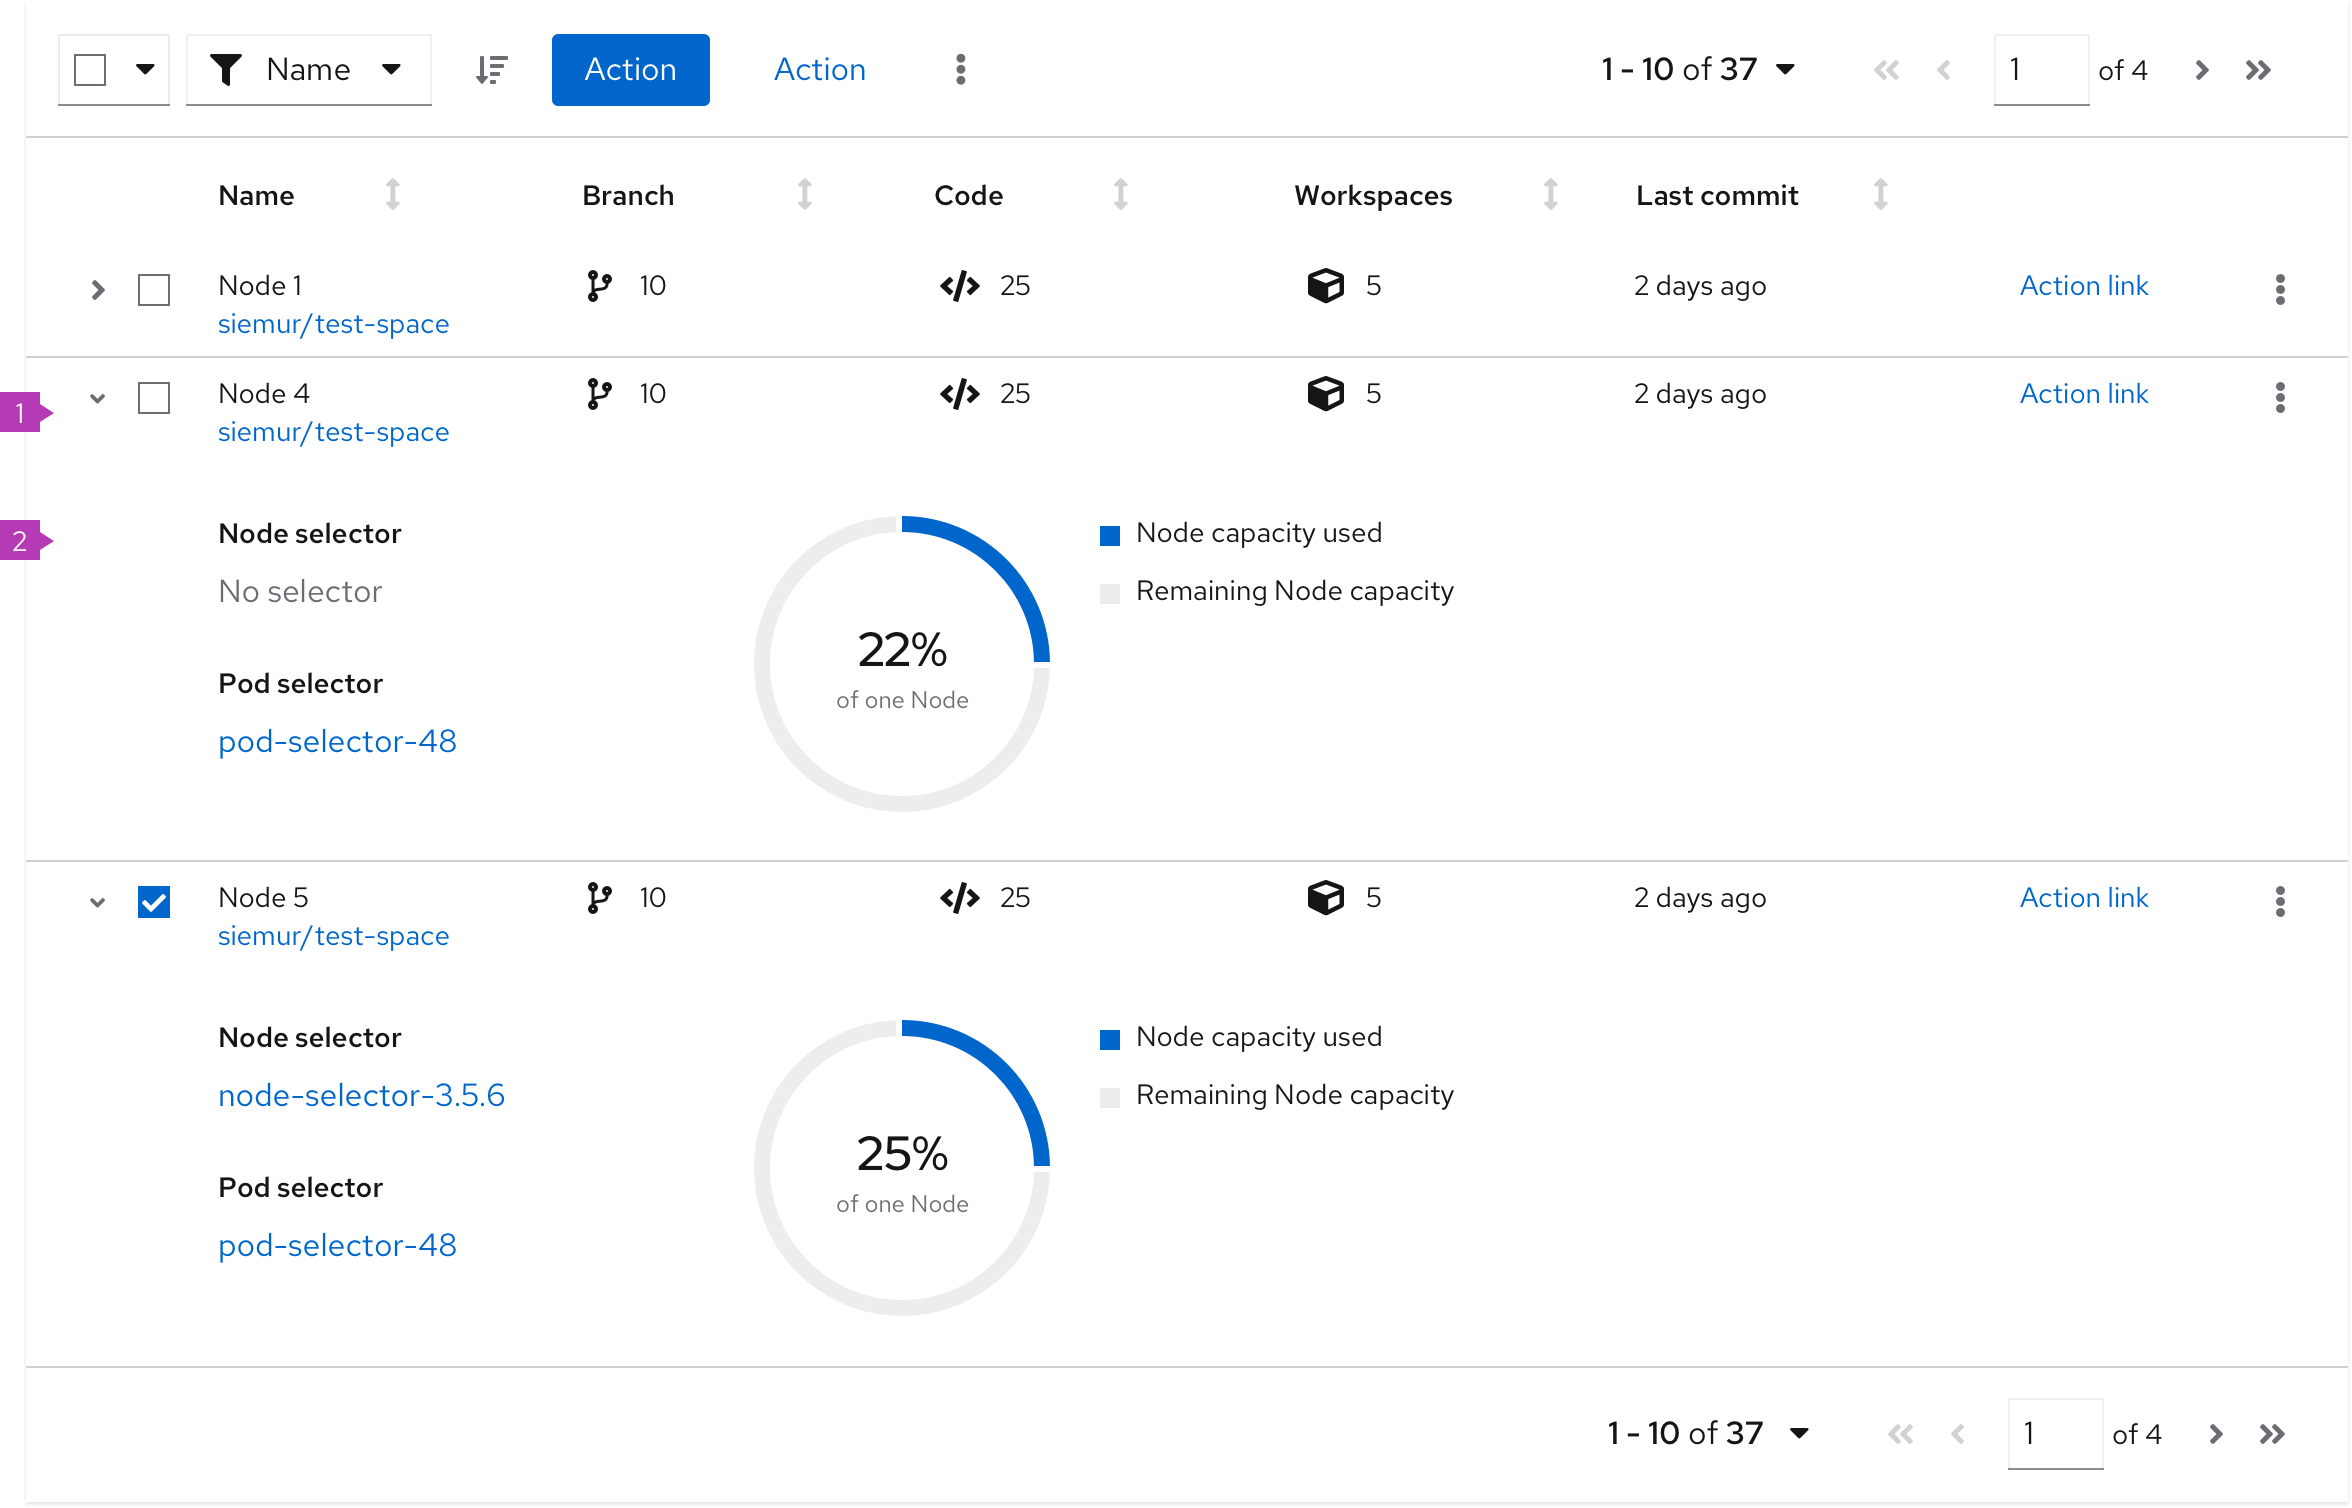 Name Action Action 1 - 10 of 37 1 of 4
Name Branch Code Workspaces Last commit
Node 1 10 25 5 2 days ago Action link
siemur/test-space
1
Node 4 10 25 5 2 days ago Action link
siemur/test-space
2
Node selector
No selector
Pod selector
pod-selector-48
22%
of one Node
Node capacity used
Remaining Node capacity
Node 5 10 25 5 2 days ago Action link
siemur/test-space
Node selector
node-selector-3.5.6
Pod selector
pod-selector-48
25%
of one Node
Node capacity used
Remaining Node capacity
1 - 10 of 37 1 of 4